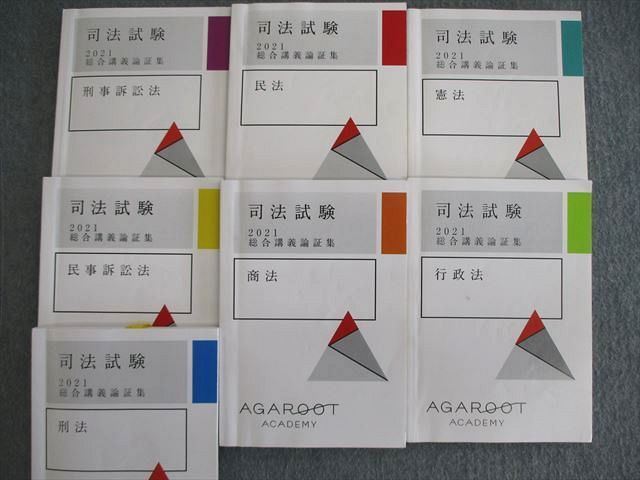 司法試験
2021
総合講義論証集
刑事訴訟法
司法試験
2021
総合講義論証集
民法
司法試験
2021
総合講義論証集
憲法
司法試験
2021
総合講義論証集
民事訴訟法
司法試験
2021
総合講義論証集
商法
AGAROOT
ACADEMY
司法試験
2021
総合講義論証集
行政法
AGAROOT
ACADEMY
司法試験
2021
総合講義論証集
刑法